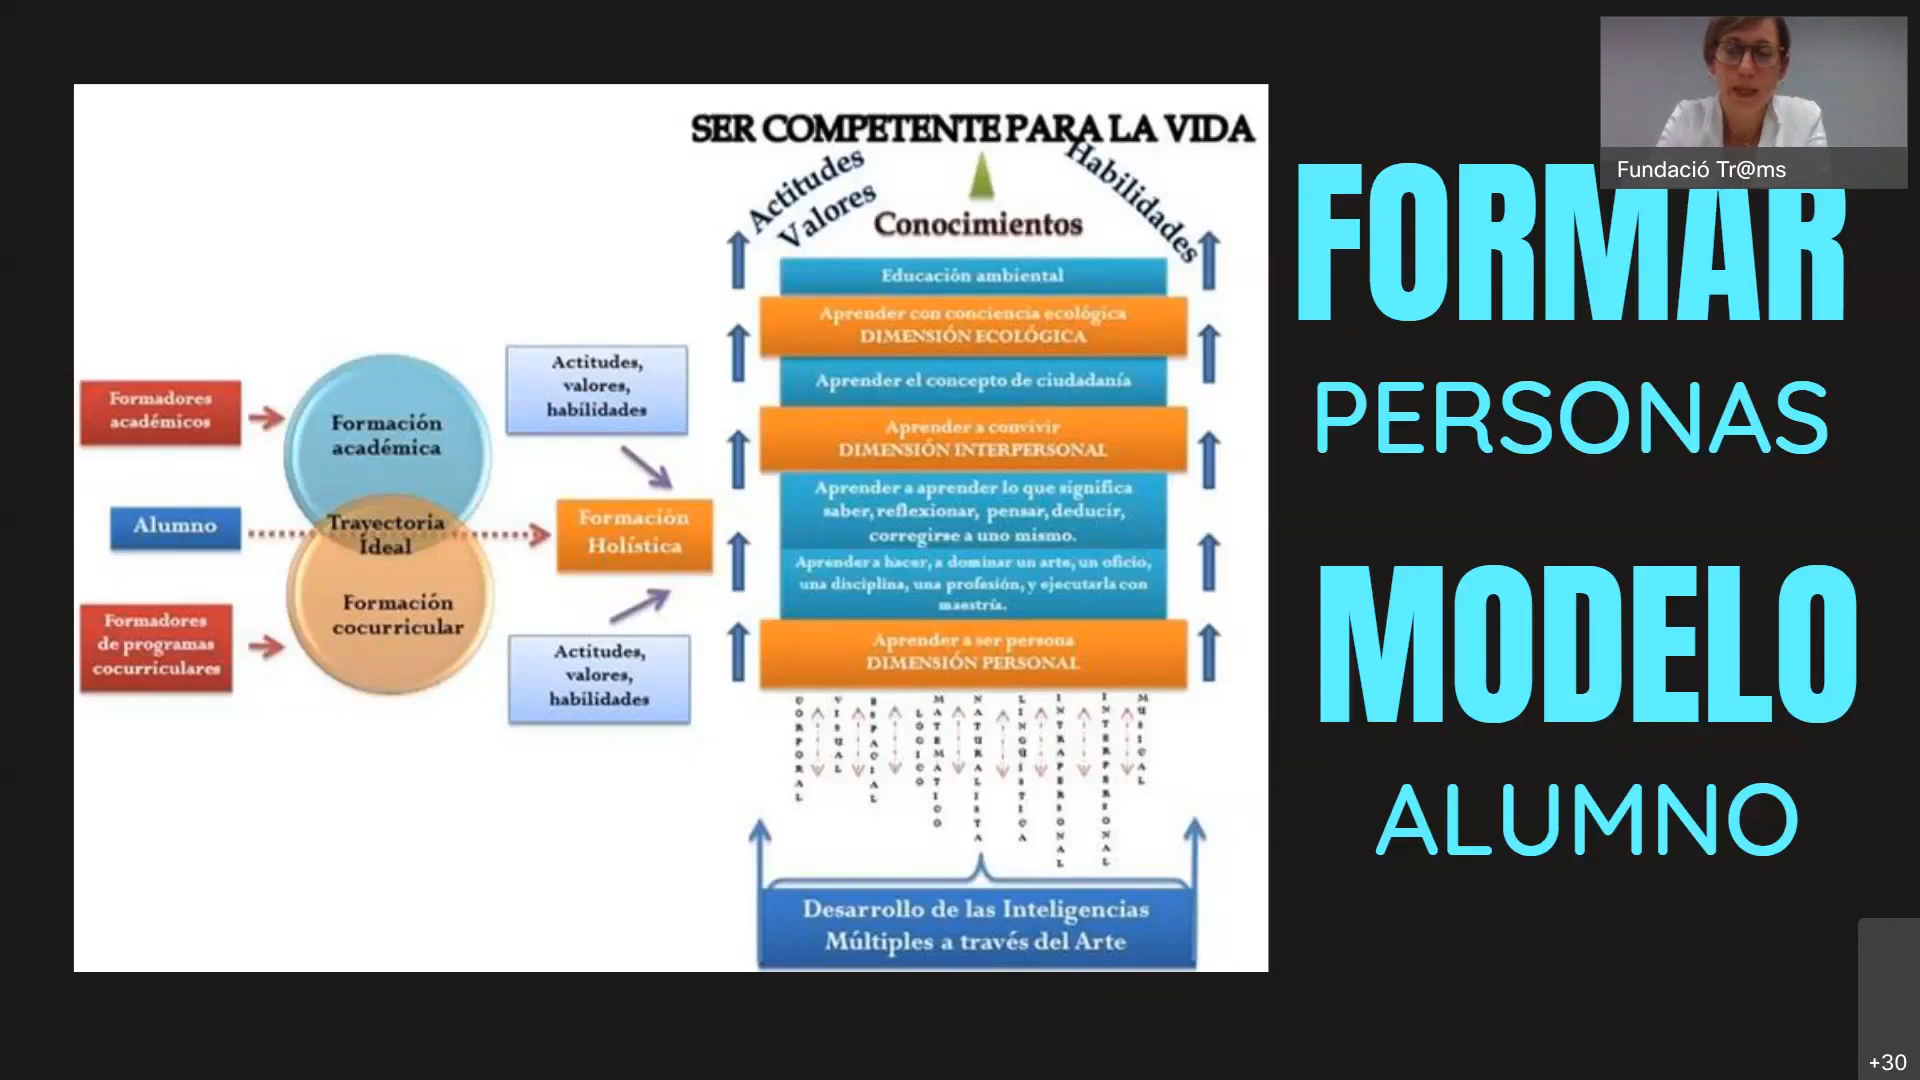 SER COMPETENTE PARA LA VIDA
Actitudes
Valores
Habilidades
Conocimientos
Educación ambiental
Aprender con conciencia ecológica
DIMENSIÓN ECOLÓGICA
Aprender el concepto de ciudadanía
Aprender a convivir
DIMENSIÓN INTERPERSONAL
Aprender a aprender lo que significa
saber, reflexionar, pensar, deducir,
corregirse a uno mismo.
Aprender a hacer, a dominar un arte, un oficio,
una disciplina, una profesión, y ejecutarla con
maestría.
Aprender a ser persona
DIMENSIÓN PERSONAL
CORPORAL
VISUAL
ESPACIAL
LOGICO
MATEMATICO
NATURALISTA
LINGÜÍSTICA
INTRAPERSONAL
INTERPERSONAL
MUSICAL
Desarrollo de las Inteligencias
Múltiples a través del Arte
Formadores
académicos
Formación
académica
Actitudes,
valores,
habilidades
Alumno
Trayectoria
Ídeal
Formación
Holística
Formadores
de programas
cocurriculares
Formación
cocurricular
Actitudes,
valores,
habilidades
Fundació Tr@ms
FORMAR
PERSONAS
MODELO
ALUMNO
+30